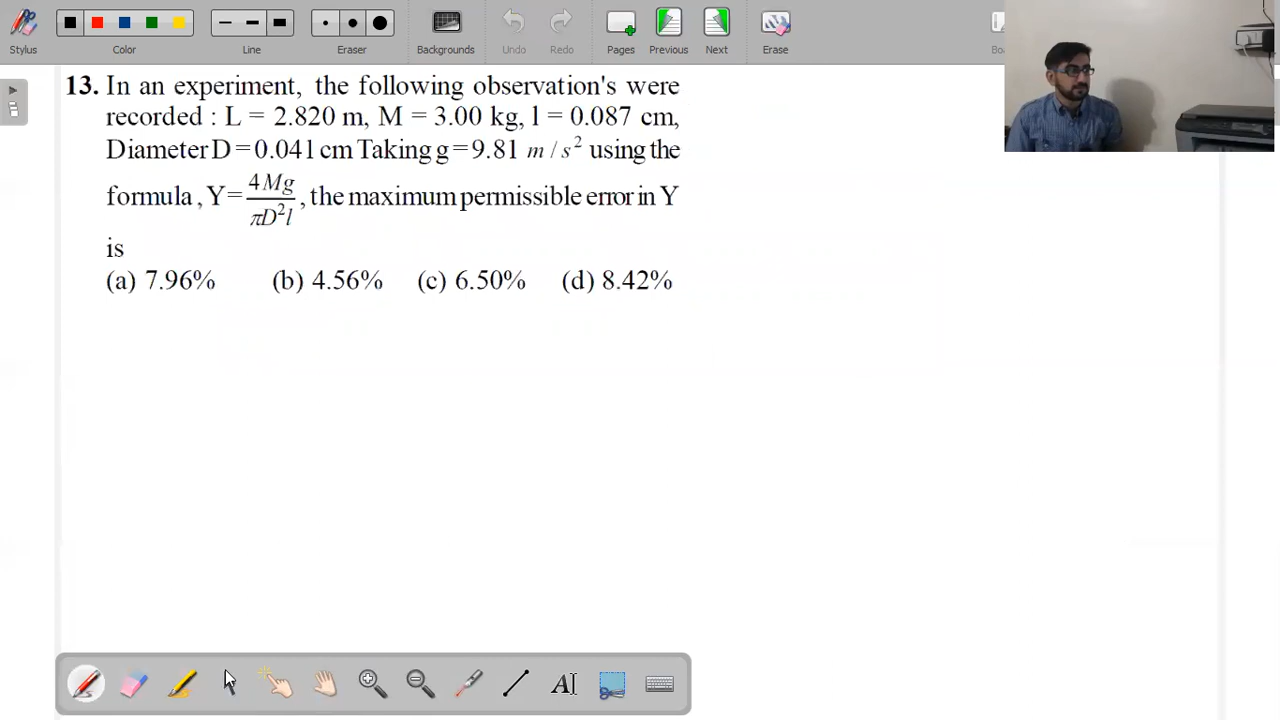 Stylus
Color
Line
Eraser
Backgrounds
Undo
Redo
Pages
Previous
Next
Erase
13. In an experiment, the following observation's were
recorded : L = 2.820 m, M = 3.00 kg, l = 0.087 cm,
Diameter D = 0.041 cm Taking g = 9.81 m / s² using the
formula , Y= 4Mg / πD²l , the maximum permissible error in Y
is
(a) 7.96% (b) 4.56% (c) 6.50% (d) 8.42%